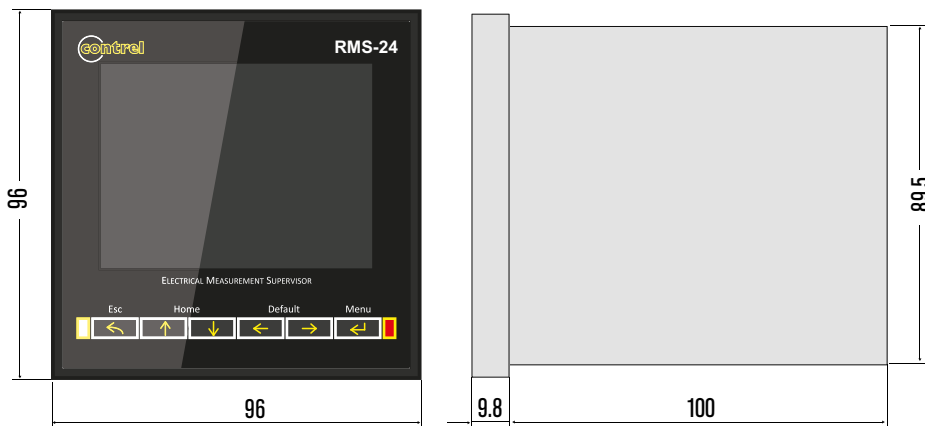 contrel
RMS-24
96
89.5
ELECTRICAL MEASUREMENT SUPERVISOR
Esc Home Default Menu
96
9.8
100